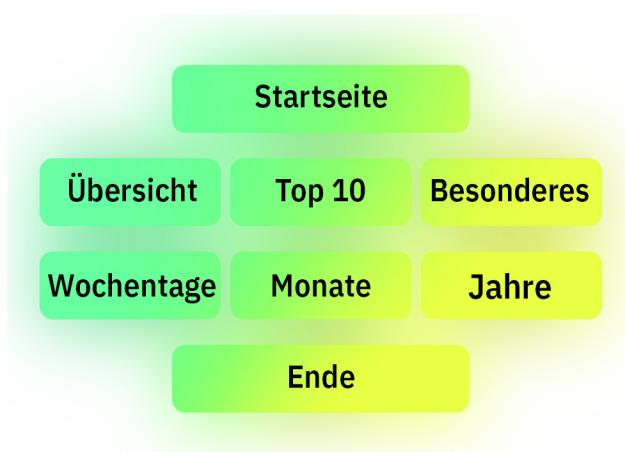 Startseite
Übersicht
Top 10
Besonderes
Wochentage
Monate
Jahre
Ende